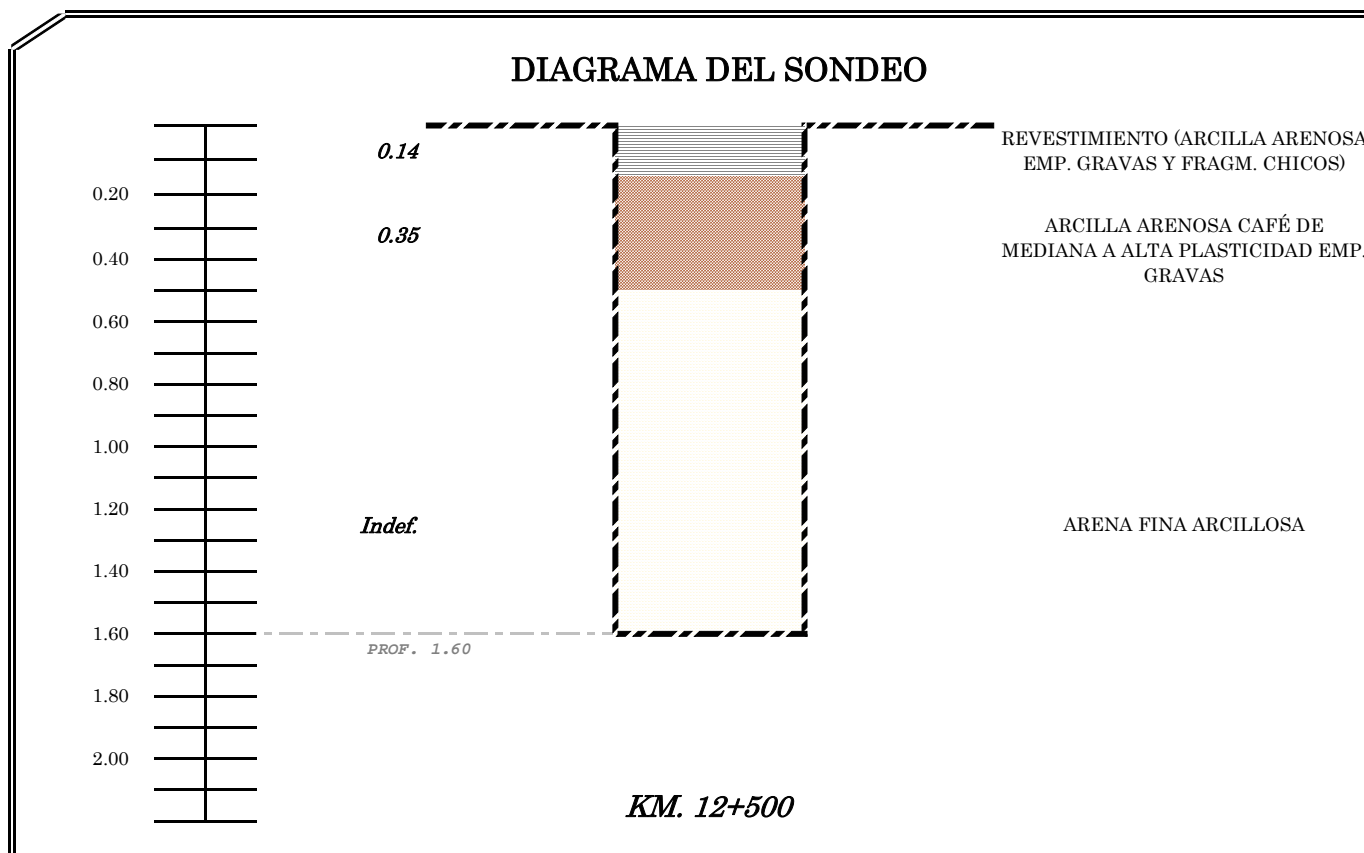 DIAGRAMA DEL SONDEO
0.14
REVESTIMIENTO (ARCILLA ARENOSA
EMP. GRAVAS Y FRAGM. CHICOS)
0.20
0.35
ARCILLA ARENOSA CAFÉ DE
MEDIANA A ALTA PLASTICIDAD EMP.
GRAVAS
0.40
0.60
0.80
1.00
1.20
Indef.
ARENA FINA ARCILLOSA
1.40
1.60
PROF. 1.60
1.80
2.00
KM. 12+500